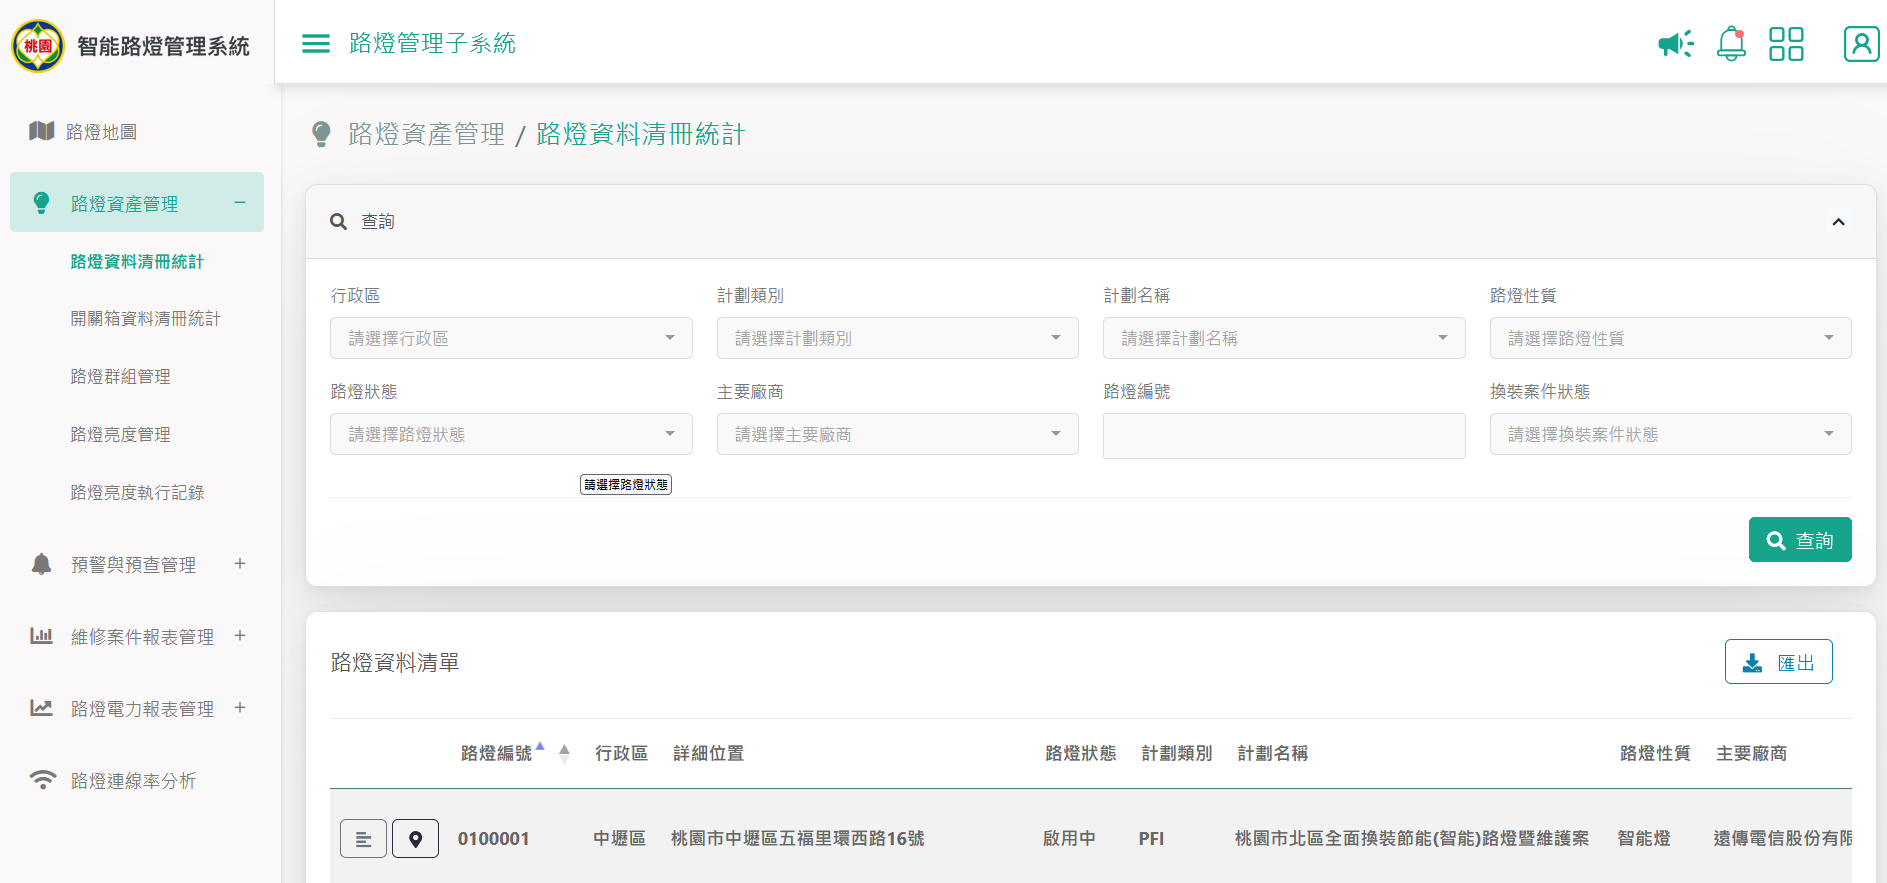 桃園
智能路燈管理系統
路燈管理子系統
路燈地圖
路燈資產管理 −
路燈資料清冊統計
開關箱資料清冊統計
路燈群組管理
路燈亮度管理
路燈亮度執行記錄
預警與預查管理 +
維修案件報表管理 +
路燈電力報表管理 +
路燈連線率分析
路燈資產管理 / 路燈資料清冊統計
查詢
行政區 計劃類別 計劃名稱 路燈性質
請選擇行政區 請選擇計劃類別 請選擇計劃名稱 請選擇路燈性質
路燈狀態 主要廠商 路燈編號 換裝案件狀態
請選擇路燈狀態 請選擇主要廠商 請選擇換裝案件狀態
請選擇路燈狀態
查詢
路燈資料清單
匯出
路燈編號 行政區 詳細位置 路燈狀態 計劃類別 計劃名稱 路燈性質 主要廠商
0100001 中壢區 桃園市中壢區五福里環西路16號 啟用中 PFI 桃園市北區全面換裝節能(智能)路燈暨維護案 智能燈 遠傳電信股份有限